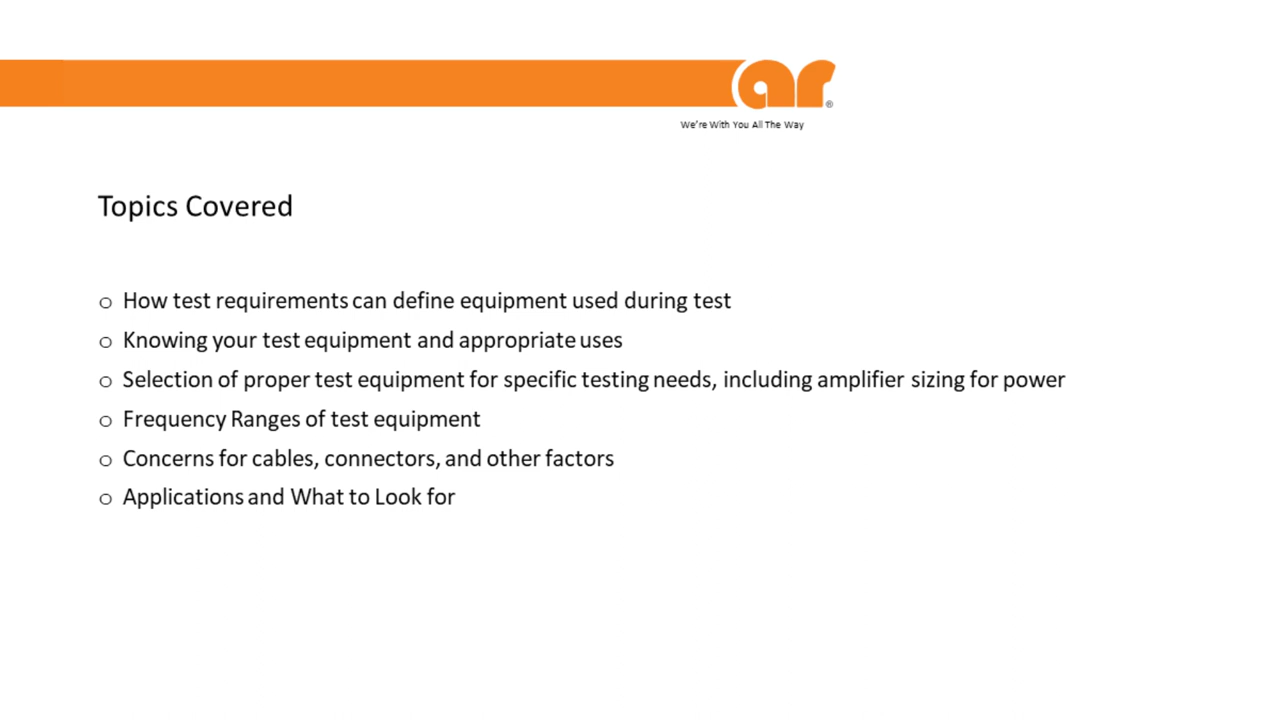 ar®
We're With You All The Way
Topics Covered
o How test requirements can define equipment used during test
o Knowing your test equipment and appropriate uses
o Selection of proper test equipment for specific testing needs, including amplifier sizing for power
o Frequency Ranges of test equipment
o Concerns for cables, connectors, and other factors
o Applications and What to Look for